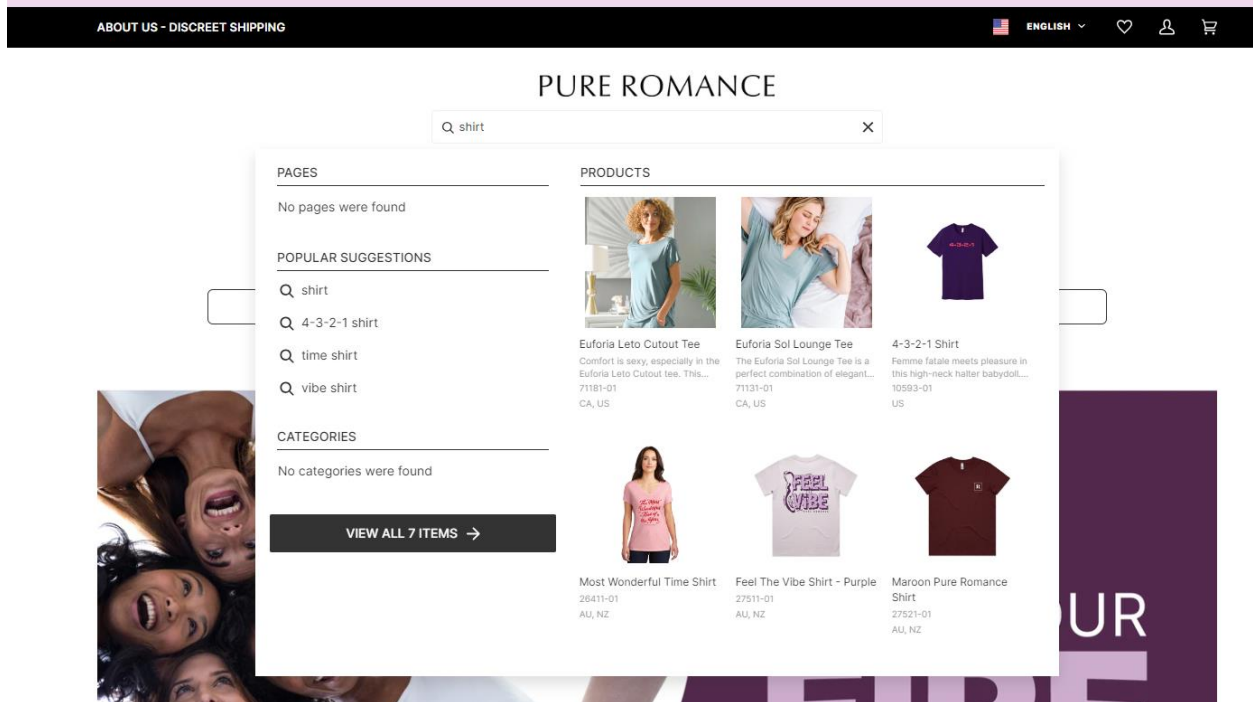 ABOUT US - DISCREET SHIPPING
ENGLISH
PURE ROMANCE
shirt
PAGES
No pages were found
POPULAR SUGGESTIONS
shirt
4-3-2-1 shirt
time shirt
vibe shirt
CATEGORIES
No categories were found
VIEW ALL 7 ITEMS
PRODUCTS
4-3-2-1
Euforia Leto Cutout Tee
Comfort is sexy, especially in the
Euforia Leto Cutout tee. This...
71181-01
CA, US
Euforia Sol Lounge Tee
The Euforia Sol Lounge Tee is a
perfect combination of elegant...
71131-01
CA, US
4-3-2-1 Shirt
Femme fatale meets pleasure in
this high-neck halter babydoll....
10593-01
US
FEEL
VIBE
Most Wonderful Time Shirt
26411-01
AU, NZ
Feel The Vibe Shirt - Purple
27511-01
AU, NZ
Maroon Pure Romance
Shirt
27521-01
AU, NZ
UR